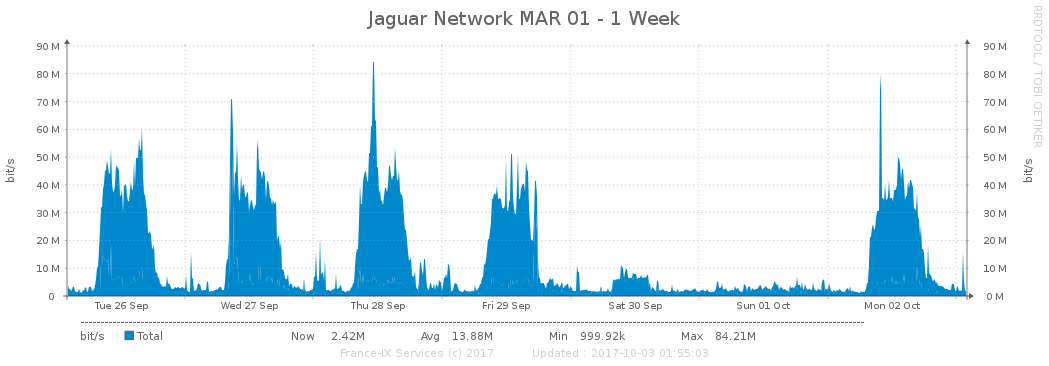 Jaguar Network MAR 01 - 1 Week
RRDTOOL / TOBI OETIKER
90 M 90 M
80 M 80 M
70 M 70 M
60 M 60 M
50 M 50 M
40 M 40 M
30 M 30 M
20 M 20 M
10 M 10 M
0 0 M
bit/s bit/s
Tue 26 Sep Wed 27 Sep Thu 28 Sep Fri 29 Sep Sat 30 Sep Sun 01 Oct Mon 02 Oct
bit/s Total Now 2.42M Avg 13.88M Min 999.92k Max 84.21M
France-IX Services (c) 2017 Updated : 2017-10-03 01:55:03